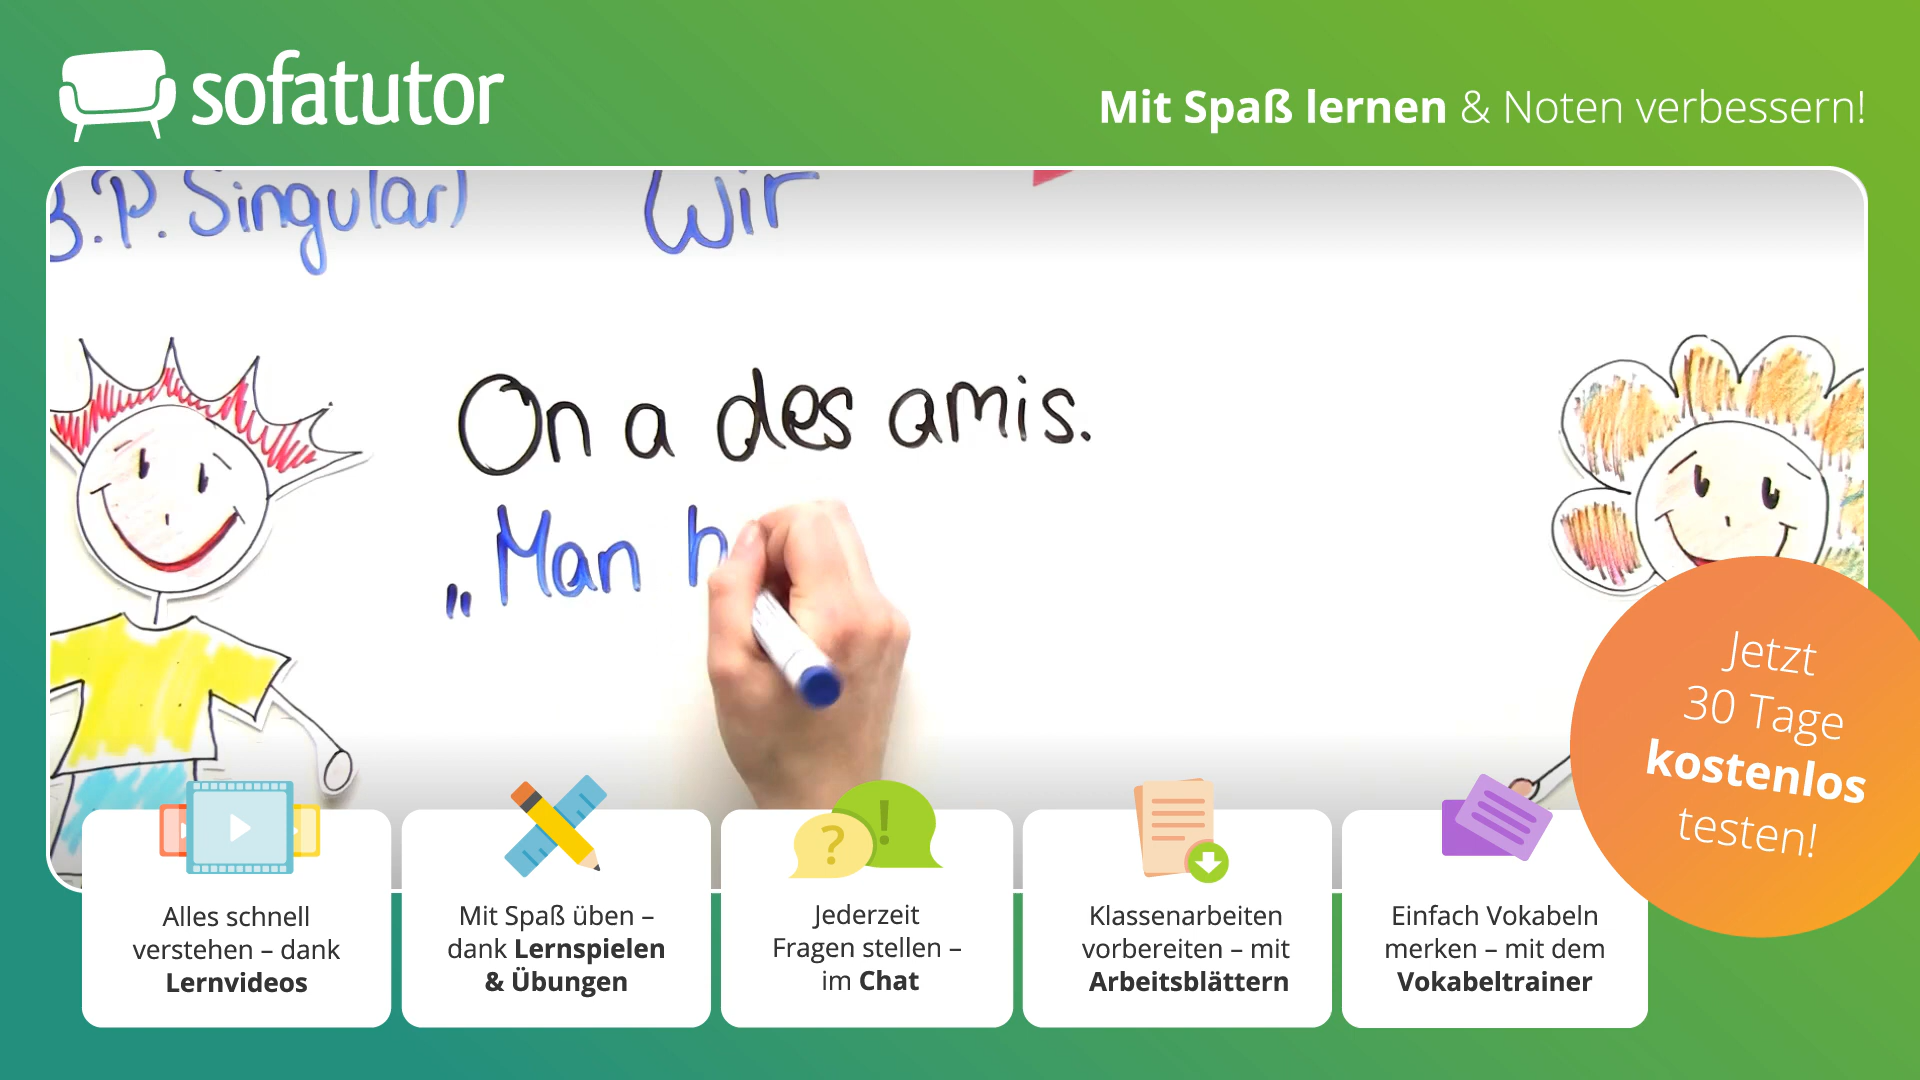 sofatutor
Mit Spaß lernen & Noten verbessern!
3.P. Singular) Wir
On a des amis.
„Man h
Jetzt
30 Tage
kostenlos
testen!
Alles schnell
verstehen – dank
Lernvideos
Mit Spaß üben –
dank Lernspielen
& Übungen
? !
Jederzeit
Fragen stellen –
im Chat
Klassenarbeiten
vorbereiten – mit
Arbeitsblättern
Einfach Vokabeln
merken – mit dem
Vokabeltrainer